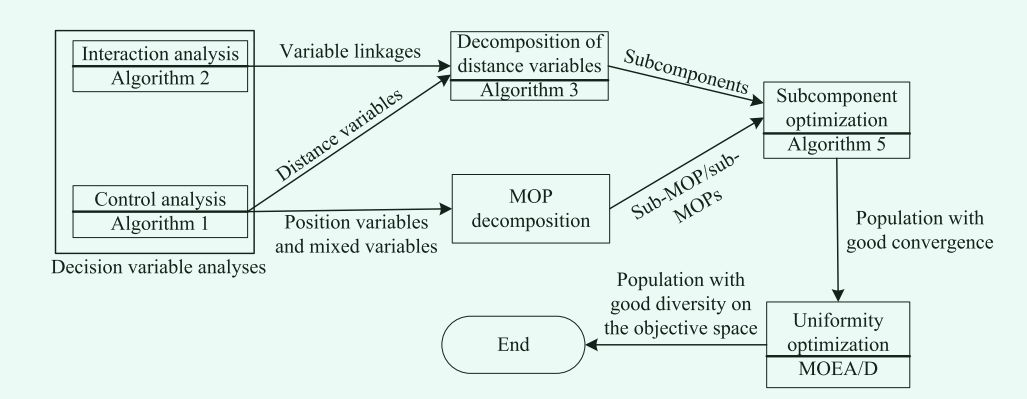 Interaction analysis
Algorithm 2
Variable linkages
Decomposition of
distance variables
Algorithm 3
Subcomponents
Subcomponent
optimization
Algorithm 5
Distance variables
Control analysis
Algorithm 1
Position variables
and mixed variables
MOP
decomposition
Sub-MOP/sub-
MOPs
Decision variable analyses
Population with
good convergence
Uniformity
optimization
MOEA/D
Population with
good diversity on
the objective space
End